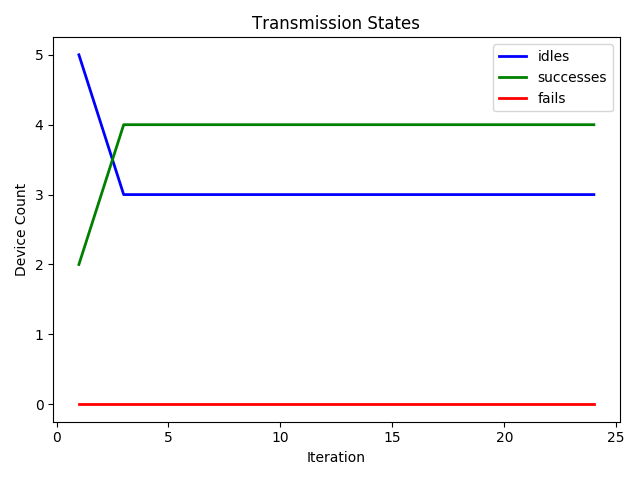 Transmission States
idles
successes
fails
5
4
3
2
1
0
Device Count
0 5 10 15 20 25
Iteration